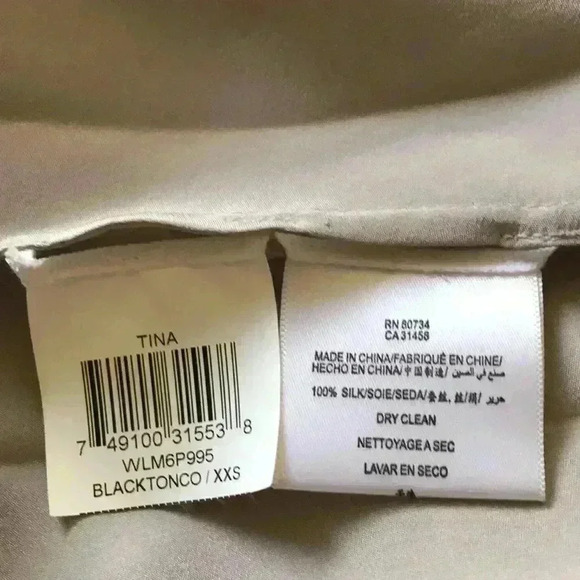 TINA
7 49100 31553 8
WLM6P995
BLACKTONCO / XXS
RN 60734
CA 31458
MADE IN CHINA/FABRIQUÉ EN CHINE/
HECHO EN CHINA/中国制造/ صنع في الصين
100% SILK/SOIE/SEDA/蚕丝, 丝/絹/ حرير
DRY CLEAN
NETTOYAGE A SEC
LAVAR EN SECO